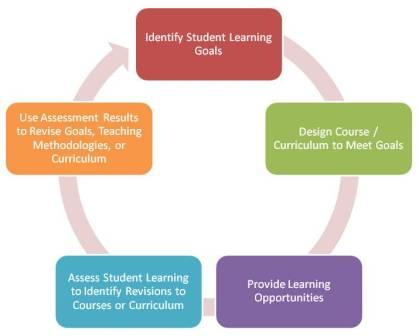 Identify Student Learning
Goals
Design Course /
Curriculum to Meet Goals
Provide Learning
Opportunities
Assess Student Learning
to Identify Revisions to
Courses or Curriculum
Use Assessment Results
to Revise Goals, Teaching
Methodologies, or
Curriculum